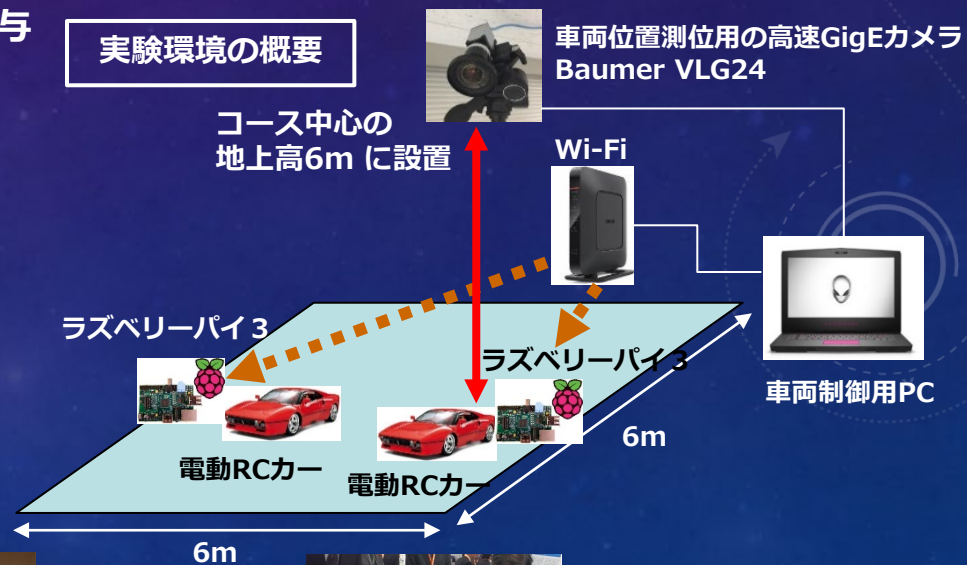 与
実験環境の概要
車両位置測位用の高速GigEカメラ
Baumer VLG24
コース中心の
地上高6m に設置
Wi-Fi
ラズベリーパイ３
ラズベリーパイ３
車両制御用PC
電動RCカー
電動RCカー
6m
6m